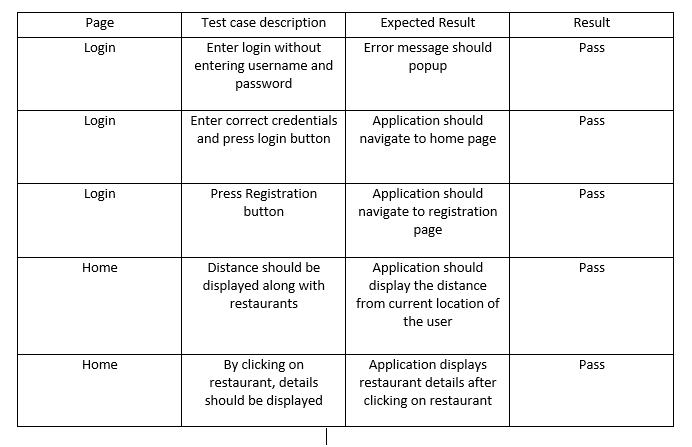 Page Test case description Expected Result Result
Login Enter login without Error message should Pass
entering username and popup
password
Login Enter correct credentials Application should Pass
and press login button navigate to home page
Login Press Registration Application should Pass
button navigate to registration
page
Home Distance should be Application should Pass
displayed along with display the distance
restaurants from current location of
the user
Home By clicking on Application displays Pass
restaurant, details restaurant details after
should be displayed clicking on restaurant